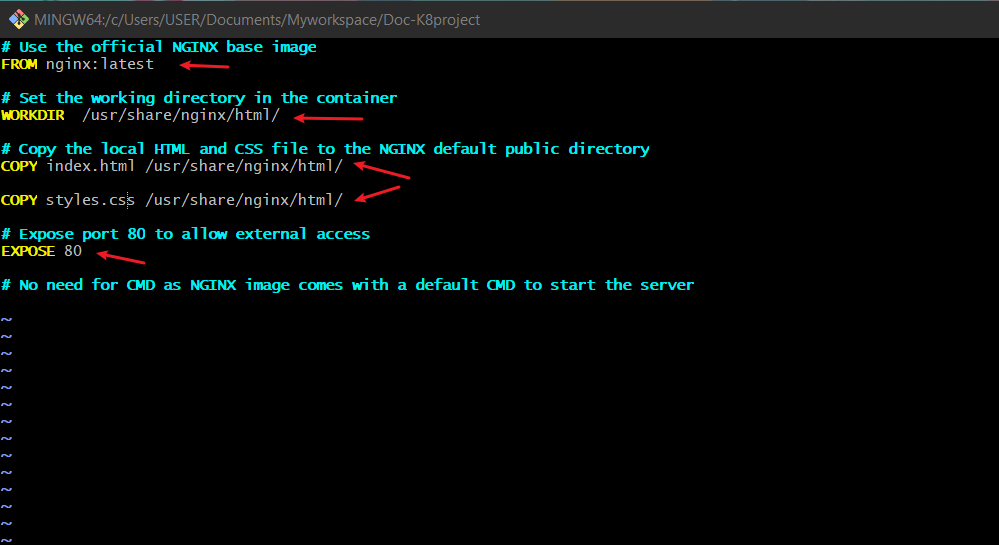 MINGW64:/c/Users/USER/Documents/Myworkspace/Doc-K8project
# Use the official NGINX base image
FROM nginx:latest
# Set the working directory in the container
WORKDIR  /usr/share/nginx/html/
# Copy the local HTML and CSS file to the NGINX default public directory
COPY index.html /usr/share/nginx/html/
COPY styles.css /usr/share/nginx/html/
# Expose port 80 to allow external access
EXPOSE 80
# No need for CMD as NGINX image comes with a default CMD to start the server
~
~
~
~
~
~
~
~
~
~
~
~
~
~